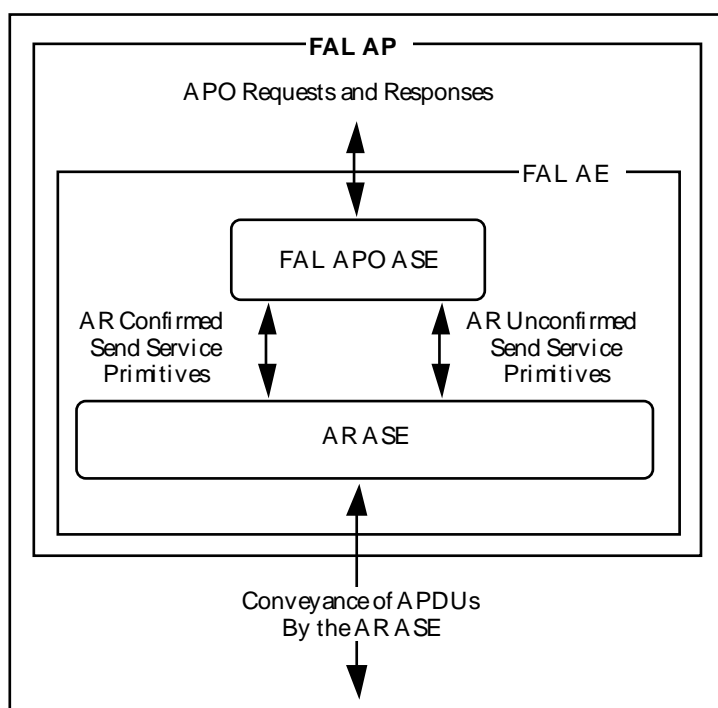 FAL AP
APO Requests and Responses
FAL AE
FAL APO ASE
AR Confirmed
Send Service
Primitives
AR Unconfirmed
Send Service
Primitives
AR ASE
Conveyance of APDUs
By the AR ASE